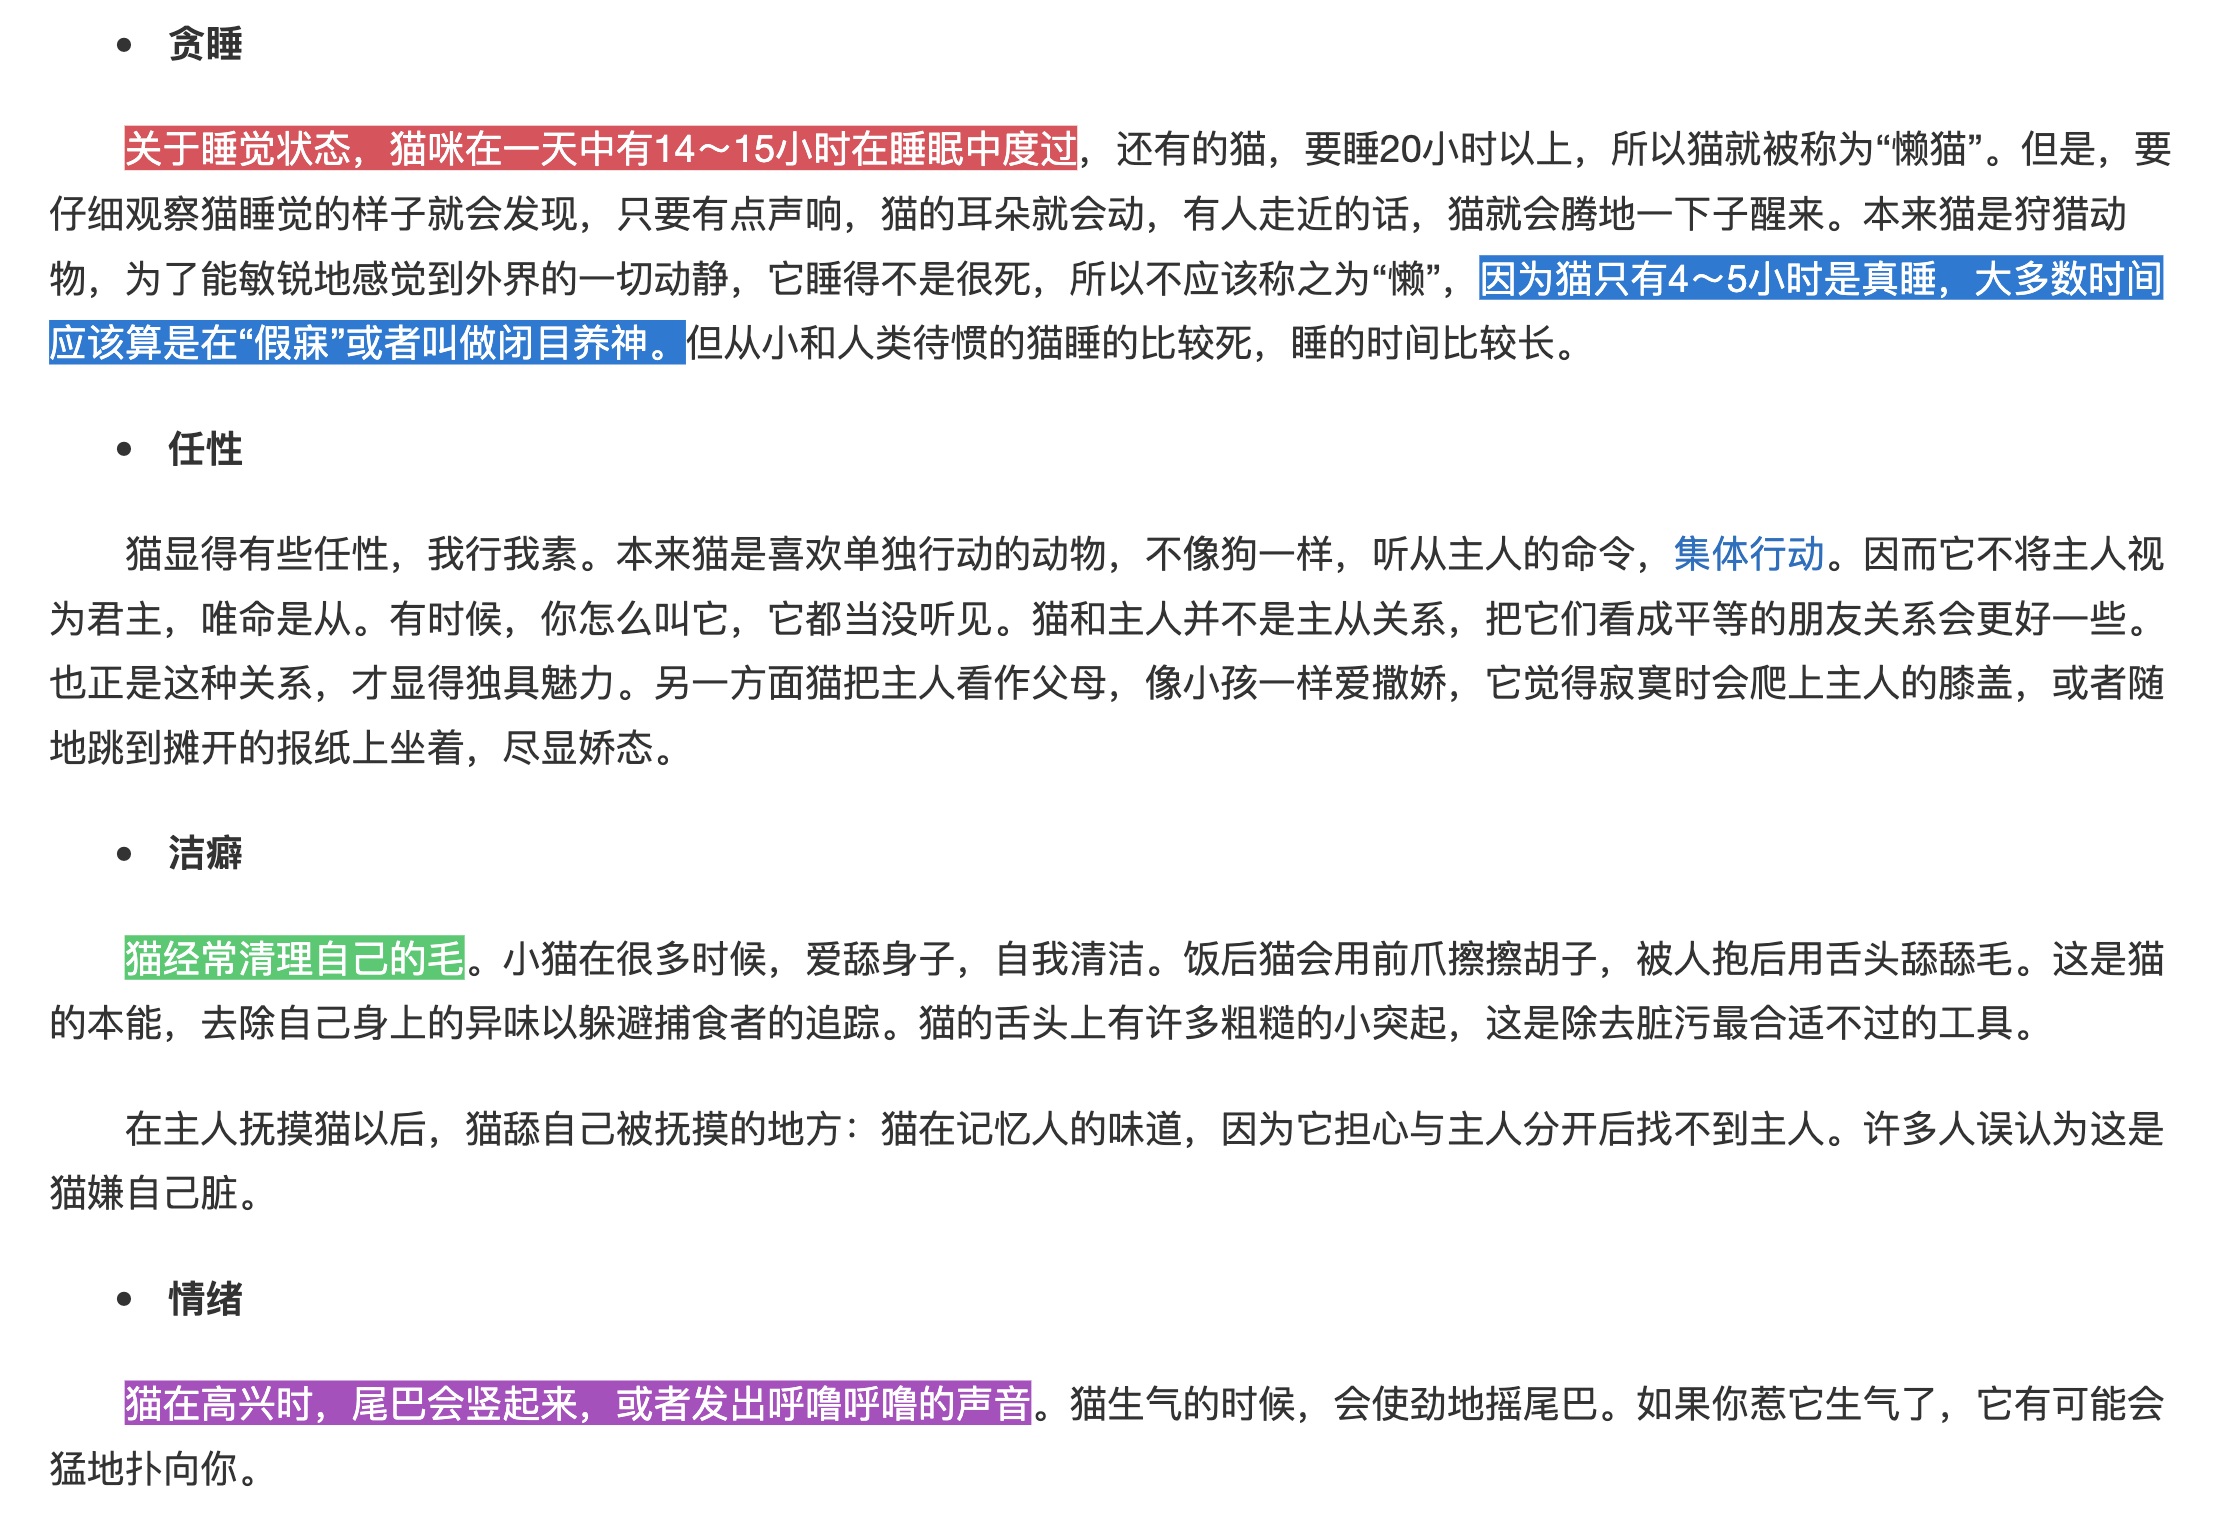 • 贪睡
关于睡觉状态，猫咪在一天中有14～15小时在睡眠中度过，还有的猫，要睡20小时以上，所以猫就被称为“懒猫”。但是，要
仔细观察猫睡觉的样子就会发现，只要有点声响，猫的耳朵就会动，有人走近的话，猫就会腾地一下子醒来。本来猫是狩猎动
物，为了能敏锐地感觉到外界的一切动静，它睡得不是很死，所以不应该称之为“懒”，因为猫只有4～5小时是真睡，大多数时间
应该算是在“假寐”或者叫做闭目养神。但从小和人类待惯的猫睡的比较死，睡的时间比较长。
• 任性
猫显得有些任性，我行我素。本来猫是喜欢单独行动的动物，不像狗一样，听从主人的命令，集体行动。因而它不将主人视
为君主，唯命是从。有时候，你怎么叫它，它都当没听见。猫和主人并不是主从关系，把它们看成平等的朋友关系会更好一些。
也正是这种关系，才显得独具魅力。另一方面猫把主人看作父母，像小孩一样爱撒娇，它觉得寂寞时会爬上主人的膝盖，或者随
地跳到摊开的报纸上坐着，尽显娇态。
• 洁癖
猫经常清理自己的毛。小猫在很多时候，爱舔身子，自我清洁。饭后猫会用前爪擦擦胡子，被人抱后用舌头舔舔毛。这是猫
的本能，去除自己身上的异味以躲避捕食者的追踪。猫的舌头上有许多粗糙的小突起，这是除去脏污最合适不过的工具。
在主人抚摸猫以后，猫舔自己被抚摸的地方：猫在记忆人的味道，因为它担心与主人分开后找不到主人。许多人误认为这是
猫嫌自己脏。
• 情绪
猫在高兴时，尾巴会竖起来，或者发出呼噜呼噜的声音。猫生气的时候，会使劲地摇尾巴。如果你惹它生气了，它有可能会
猛地扑向你。